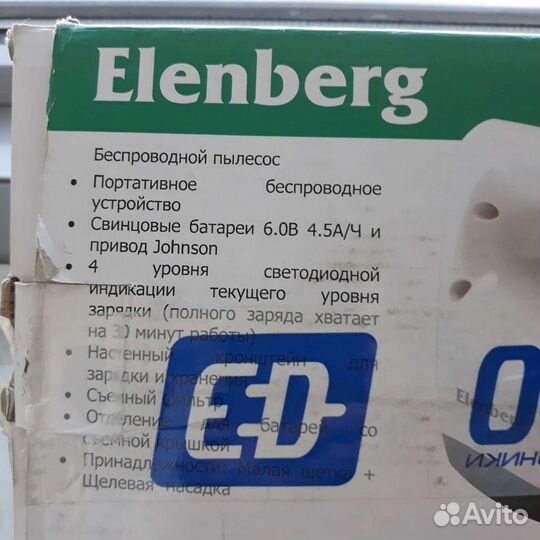 Elenberg
Беспроводной пылесос
• Портативное беспроводное
устройство
• Свинцовые батареи 6.0В 4.5А/Ч и
привод Johnson
• 4 уровня светодиодной
индикации текущего уровня
зарядки (полного заряда хватает
на 30 минут работы)
• Настенный кронштейн для
зарядки и хранения
• Съемный фильтр
• Отделение для батарей со
съемной крышкой
• Принадлежности: Малая щетка +
Щелевая насадка
ED
Elenberg
Avito